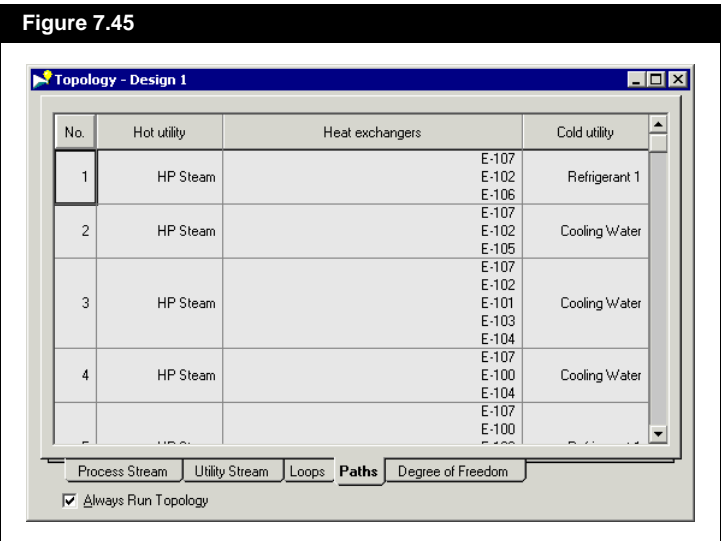 Figure 7.45
Topology - Design 1
No. Hot utility Heat exchangers Cold utility
1 HP Steam E-107 Refrigerant 1
E-102
E-106
2 HP Steam E-107 Cooling Water
E-102
E-105
3 HP Steam E-107 Cooling Water
E-102
E-101
E-103
E-104
4 HP Steam E-107 Cooling Water
E-100
E-104
E-107
E-100
Process Stream Utility Stream Loops Paths Degree of Freedom
Always Run Topology